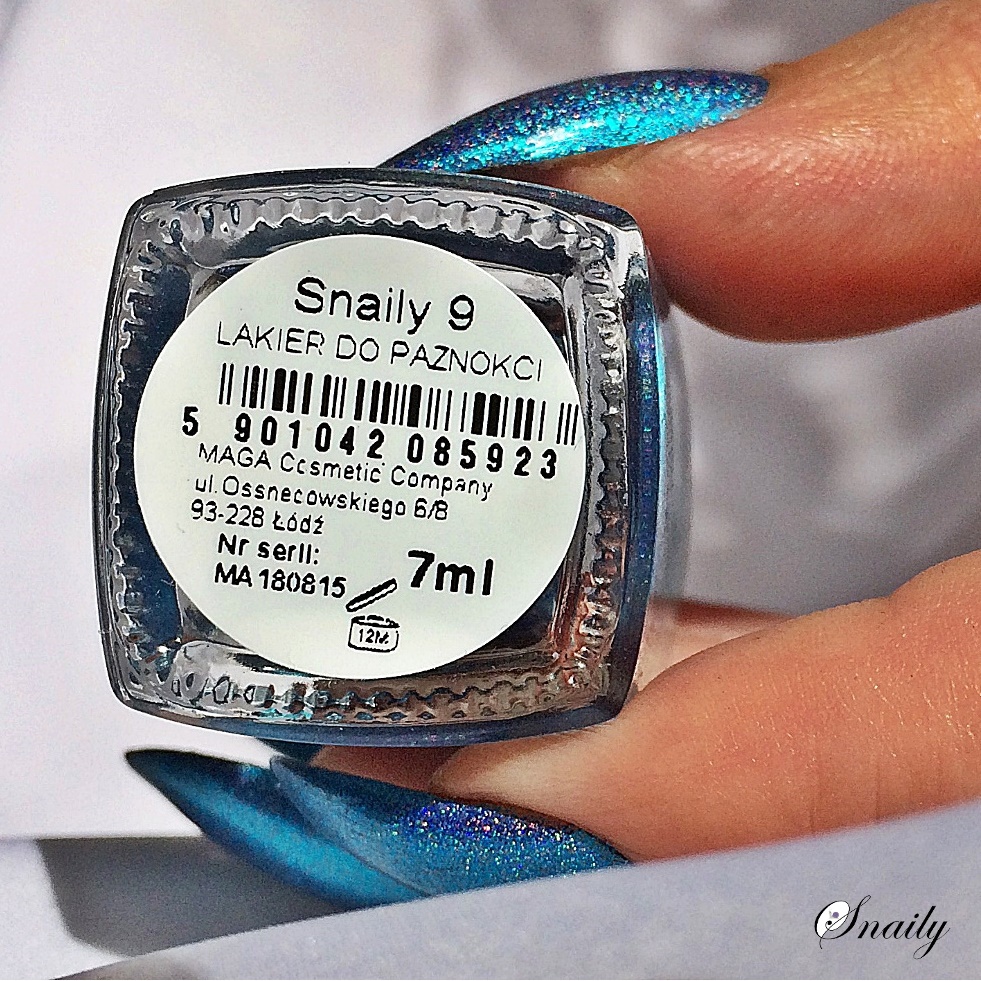 Snaily 9
LAKIER DO PAZNOKCI
5 901042 085923
MAGA Cosmetic Company
ul. Ossnecowskiego 6/8
93-228 Łódź
Nr serii:
MA 180815
7ml
12M
Snaily